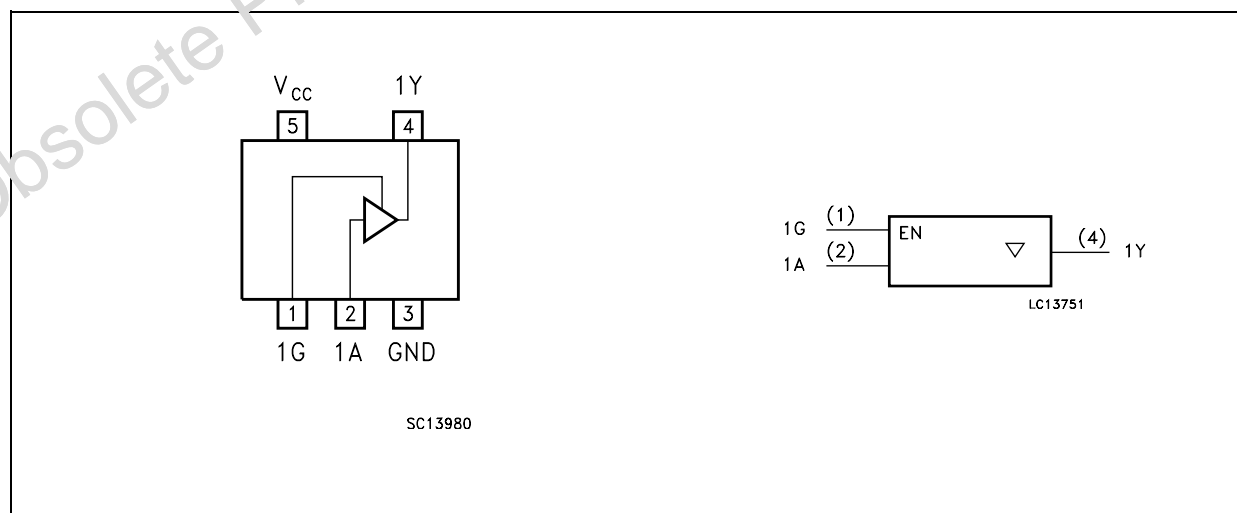 Obsolete
VCC 1Y
5 4
1 2 3
1G 1A GND
SC13980
1G (1) EN
1A (2)
(4) 1Y
LC13751